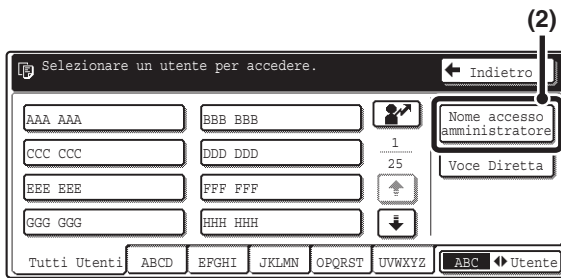 (2)
Selezionare un utente per accedere.
Indietro
AAA AAA
BBB BBB
Nome accesso
amministratore
CCC CCC
DDD DDD
1
25
Voce Diretta
EEE EEE
FFF FFF
GGG GGG
HHH HHH
Tutti Utenti
ABCD
EFGHI
JKLMN
OPQRST
UVWXYZ
ABC
Utente